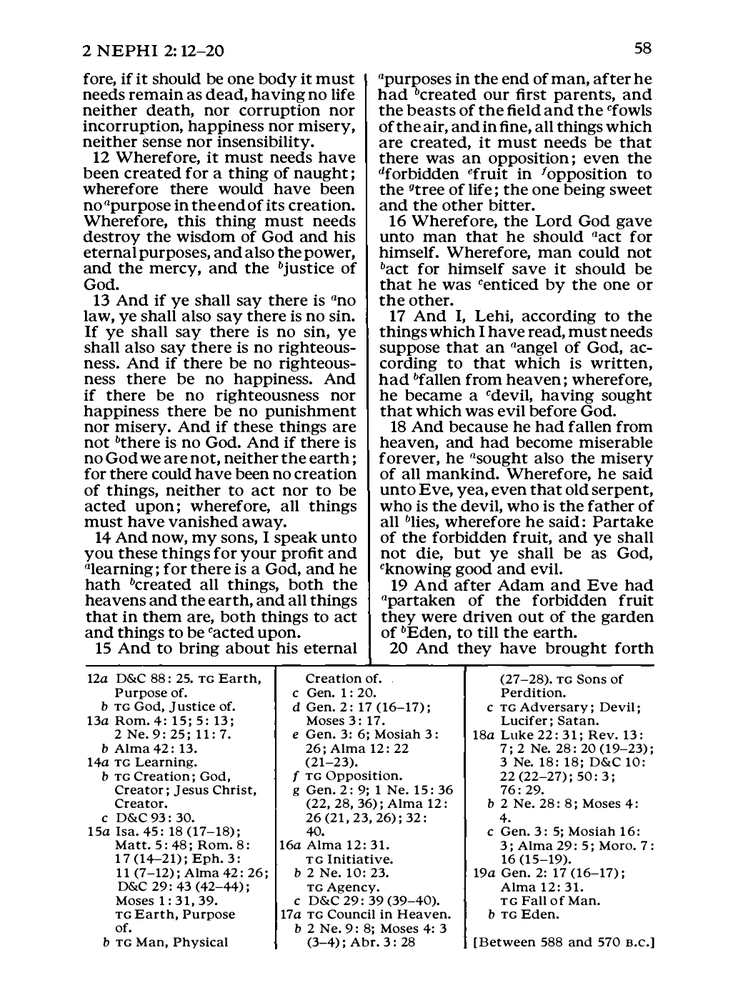 2 NEPHI 2: 12–20
58
fore, if it should be one body it must
needs remain as dead, having no life
neither death, nor corruption nor
incorruption, happiness nor misery,
neither sense nor insensibility.
12 Wherefore, it must needs have
been created for a thing of naught;
wherefore there would have been
no ᵃpurpose in the end of its creation.
Wherefore, this thing must needs
destroy the wisdom of God and his
eternal purposes, and also the power,
and the mercy, and the ᵇjustice of
God.
13 And if ye shall say there is ᵃno
law, ye shall also say there is no sin.
If ye shall say there is no sin, ye
shall also say there is no righteous-
ness. And if there be no righteous-
ness there be no happiness. And
if there be no righteousness nor
happiness there be no punishment
nor misery. And if these things are
not ᵇthere is no God. And if there is
no God we are not, neither the earth;
for there could have been no creation
of things, neither to act nor to be
acted upon; wherefore, all things
must have vanished away.
14 And now, my sons, I speak unto
you these things for your profit and
ᵃlearning; for there is a God, and he
hath ᵇcreated all things, both the
heavens and the earth, and all things
that in them are, both things to act
and things to be ᶜacted upon.
15 And to bring about his eternal
ᵃpurposes in the end of man, after he
had ᵇcreated our first parents, and
the beasts of the field and the ᶜfowls
of the air, and in fine, all things which
are created, it must needs be that
there was an opposition; even the
ᵈforbidden ᵉfruit in ᶠopposition to
the ᵍtree of life; the one being sweet
and the other bitter.
16 Wherefore, the Lord God gave
unto man that he should ᵃact for
himself. Wherefore, man could not
ᵇact for himself save it should be
that he was ᶜenticed by the one or
the other.
17 And I, Lehi, according to the
things which I have read, must needs
suppose that an ᵃangel of God, ac-
cording to that which is written,
had ᵇfallen from heaven; wherefore,
he became a ᶜdevil, having sought
that which was evil before God.
18 And because he had fallen from
heaven, and had become miserable
forever, he ᵃsought also the misery
of all mankind. Wherefore, he said
unto Eve, yea, even that old serpent,
who is the devil, who is the father of
all ᵇlies, wherefore he said: Partake
of the forbidden fruit, and ye shall
not die, but ye shall be as God,
ᶜknowing good and evil.
19 And after Adam and Eve had
ᵃpartaken of the forbidden fruit
they were driven out of the garden
of ᵇEden, to till the earth.
20 And they have brought forth
12a D&C 88: 25. TG Earth,
Purpose of.
b TG God, Justice of.
13a Rom. 4: 15; 5: 13;
2 Ne. 9: 25; 11: 7.
b Alma 42: 13.
14a TG Learning.
b TG Creation; God,
Creator; Jesus Christ,
Creator.
c D&C 93: 30.
15a Isa. 45: 18 (17–18);
Matt. 5: 48; Rom. 8:
17 (14–21); Eph. 3:
11 (7–12); Alma 42: 26;
D&C 29: 43 (42–44);
Moses 1: 31, 39.
TG Earth, Purpose
of.
b TG Man, Physical
Creation of.
c Gen. 1: 20.
d Gen. 2: 17 (16–17);
Moses 3: 17.
e Gen. 3: 6; Mosiah 3:
26; Alma 12: 22
(21–23).
f TG Opposition.
g Gen. 2: 9; 1 Ne. 15: 36
(22, 28, 36); Alma 12:
26 (21, 23, 26); 32:
40.
16a Alma 12: 31.
TG Initiative.
b 2 Ne. 10: 23.
TG Agency.
c D&C 29: 39 (39–40).
17a TG Council in Heaven.
b 2 Ne. 9: 8; Moses 4: 3
(3–4); Abr. 3: 28
(27–28). TG Sons of
Perdition.
c TG Adversary; Devil;
Lucifer; Satan.
18a Luke 22: 31; Rev. 13:
7; 2 Ne. 28: 20 (19–23);
3 Ne. 18: 18; D&C 10:
22 (22–27); 50: 3;
76: 29.
b 2 Ne. 28: 8; Moses 4:
4.
c Gen. 3: 5; Mosiah 16:
3; Alma 29: 5; Moro. 7:
16 (15–19).
19a Gen. 2: 17 (16–17);
Alma 12: 31.
TG Fall of Man.
b TG Eden.
[Between 588 and 570 B.C.]